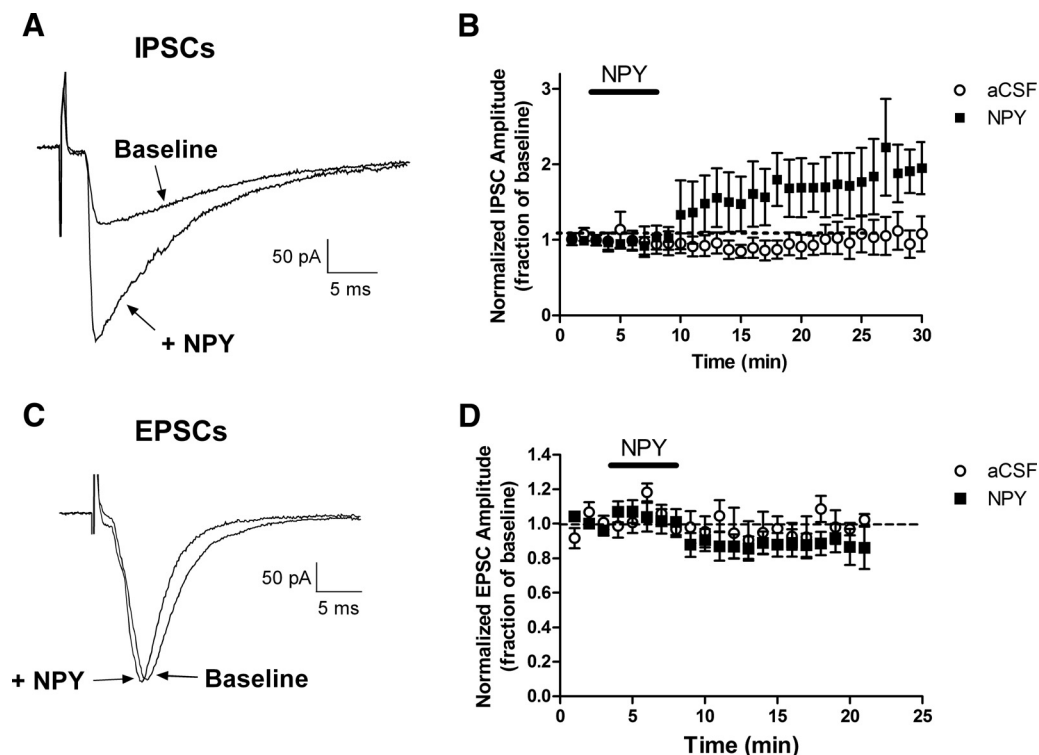 A
IPSCs
Baseline
50 pA
5 ms
+ NPY
B
NPY
aCSF
NPY
Normalized IPSC Amplitude
(fraction of baseline)
3
2
1
0
0 5 10 15 20 25 30
Time (min)
C
EPSCs
50 pA
5 ms
+ NPY
Baseline
D
NPY
aCSF
NPY
Normalized EPSC Amplitude
(fraction of baseline)
1.4
1.2
1.0
0.8
0.6
0.4
0.2
0.0
0 5 10 15 20 25
Time (min)